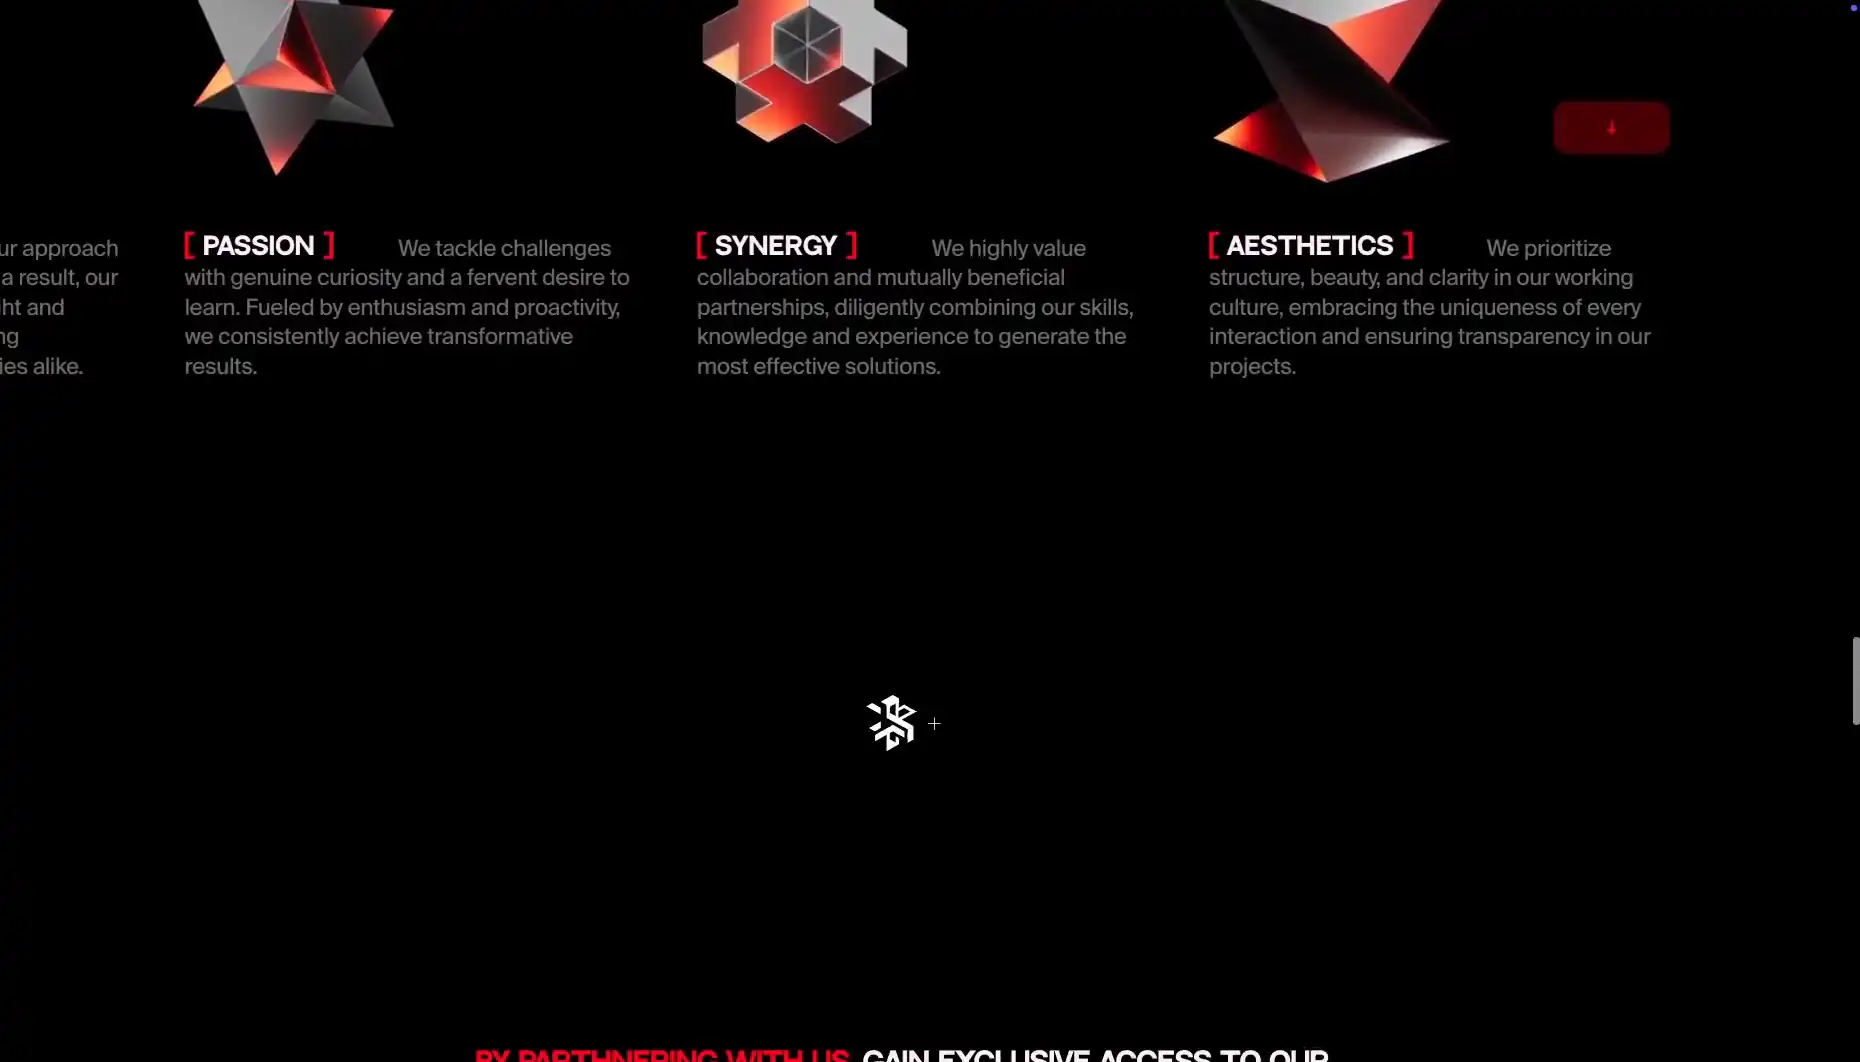 ur approach
a result, our
ht and
ng
ies alike.
[ PASSION ] We tackle challenges
with genuine curiosity and a fervent desire to
learn. Fueled by enthusiasm and proactivity,
we consistently achieve transformative
results.
[ SYNERGY ] We highly value
collaboration and mutually beneficial
partnerships, diligently combining our skills,
knowledge and experience to generate the
most effective solutions.
[ AESTHETICS ] We prioritize
structure, beauty, and clarity in our working
culture, embracing the uniqueness of every
interaction and ensuring transparency in our
projects.
BY PARTHNERING WITH US, GAIN EXCLUSIVE ACCESS TO OUR